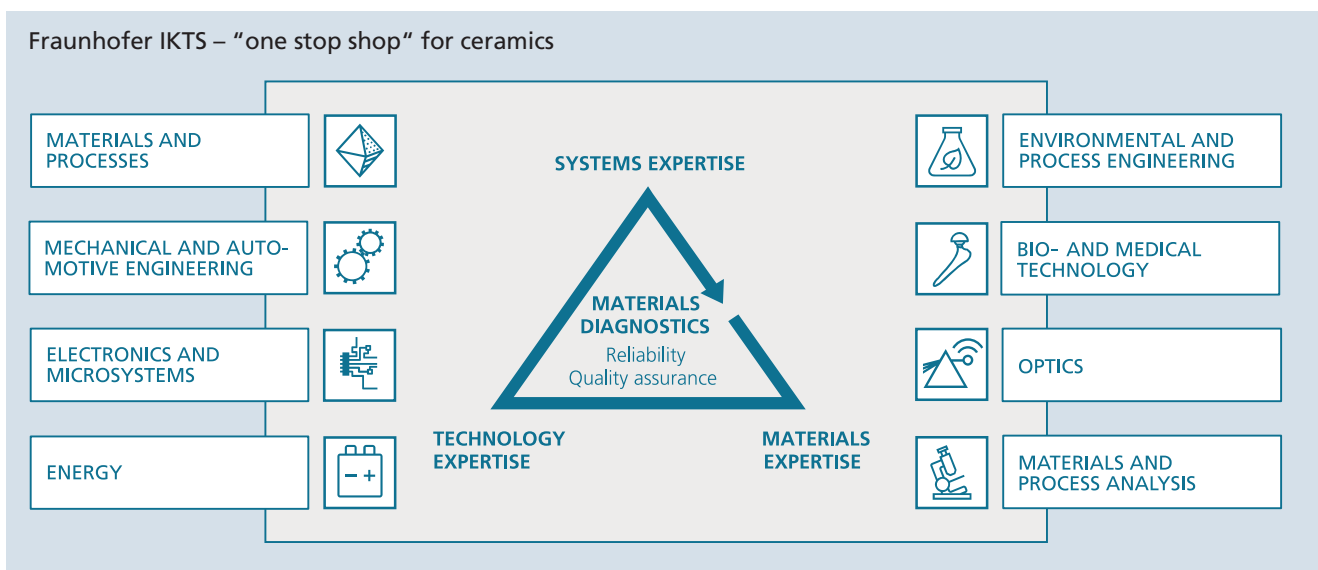 Fraunhofer IKTS – “one stop shop“ for ceramics
MATERIALS AND
PROCESSES
MECHANICAL AND AUTO-
MOTIVE ENGINEERING
ELECTRONICS AND
MICROSYSTEMS
ENERGY
– +
SYSTEMS EXPERTISE
MATERIALS
DIAGNOSTICS
Reliability
Quality assurance
TECHNOLOGY
EXPERTISE
MATERIALS
EXPERTISE
ENVIRONMENTAL AND
PROCESS ENGINEERING
BIO- AND MEDICAL
TECHNOLOGY
OPTICS
MATERIALS AND
PROCESS ANALYSIS